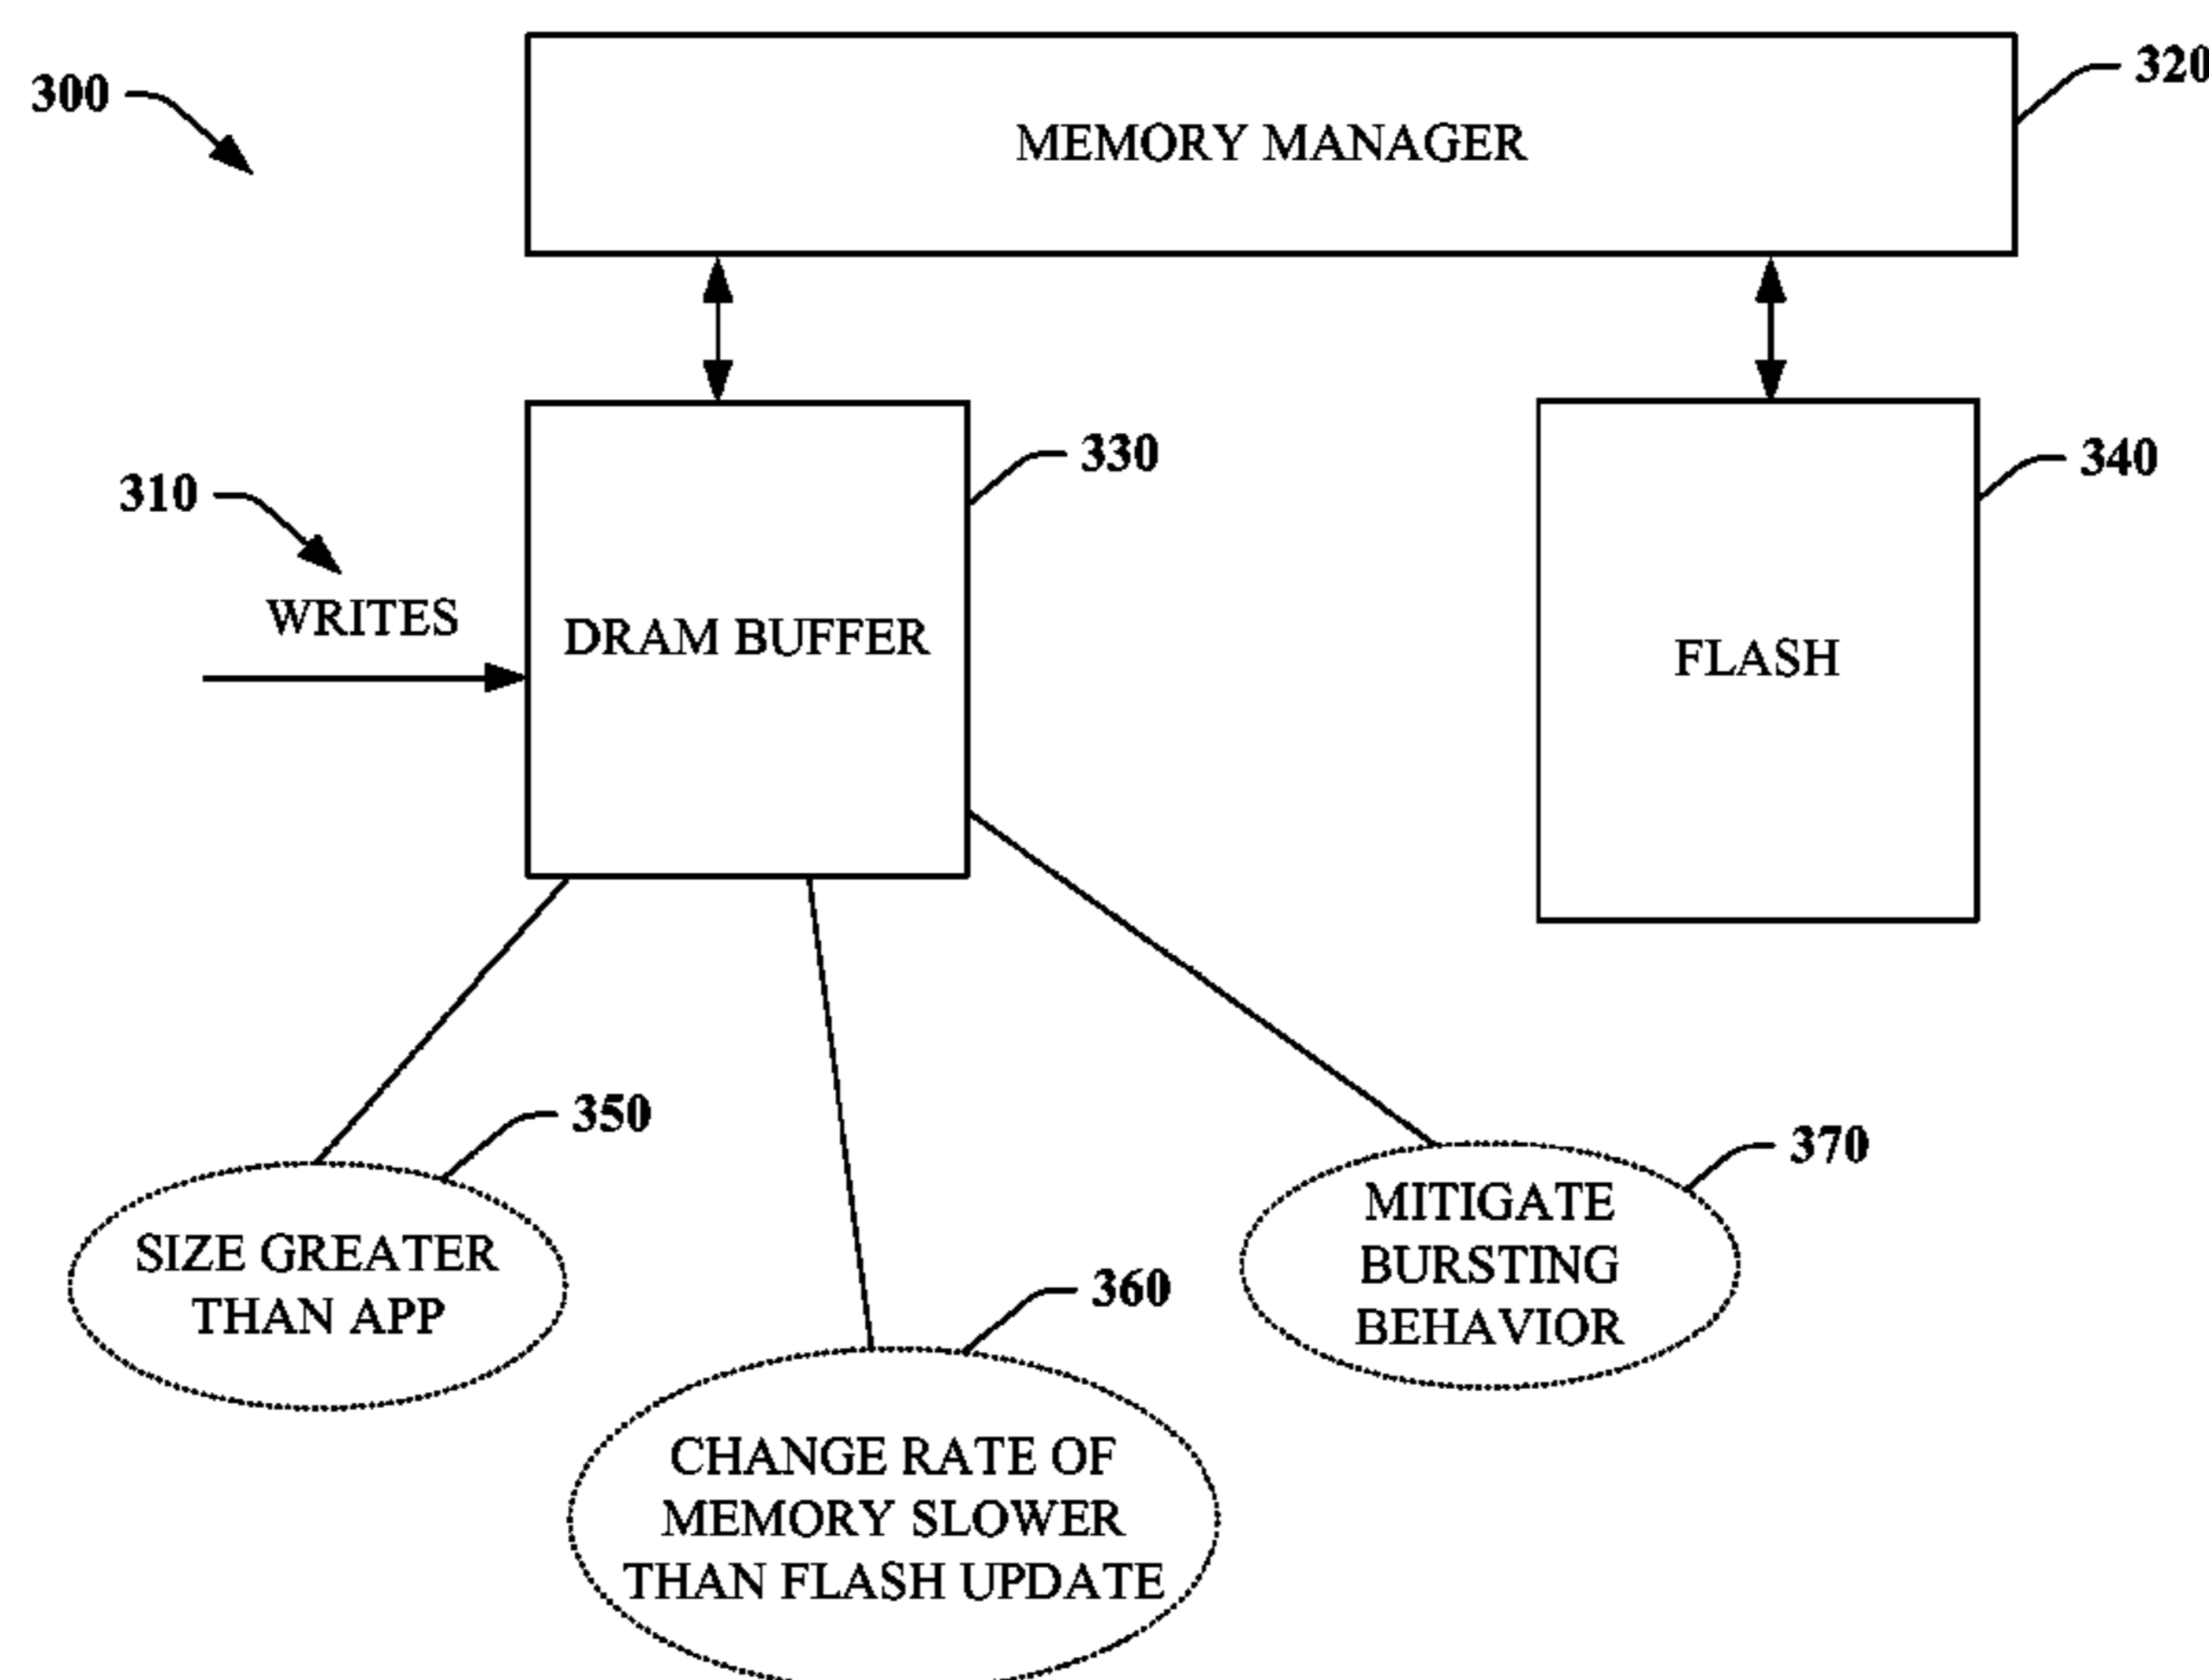 300
320
MEMORY MANAGER
330
340
310
WRITES
DRAM BUFFER
FLASH
350
370
SIZE GREATER
THAN APP
MITIGATE
BURSTING
BEHAVIOR
360
CHANGE RATE OF
MEMORY SLOWER
THAN FLASH UPDATE